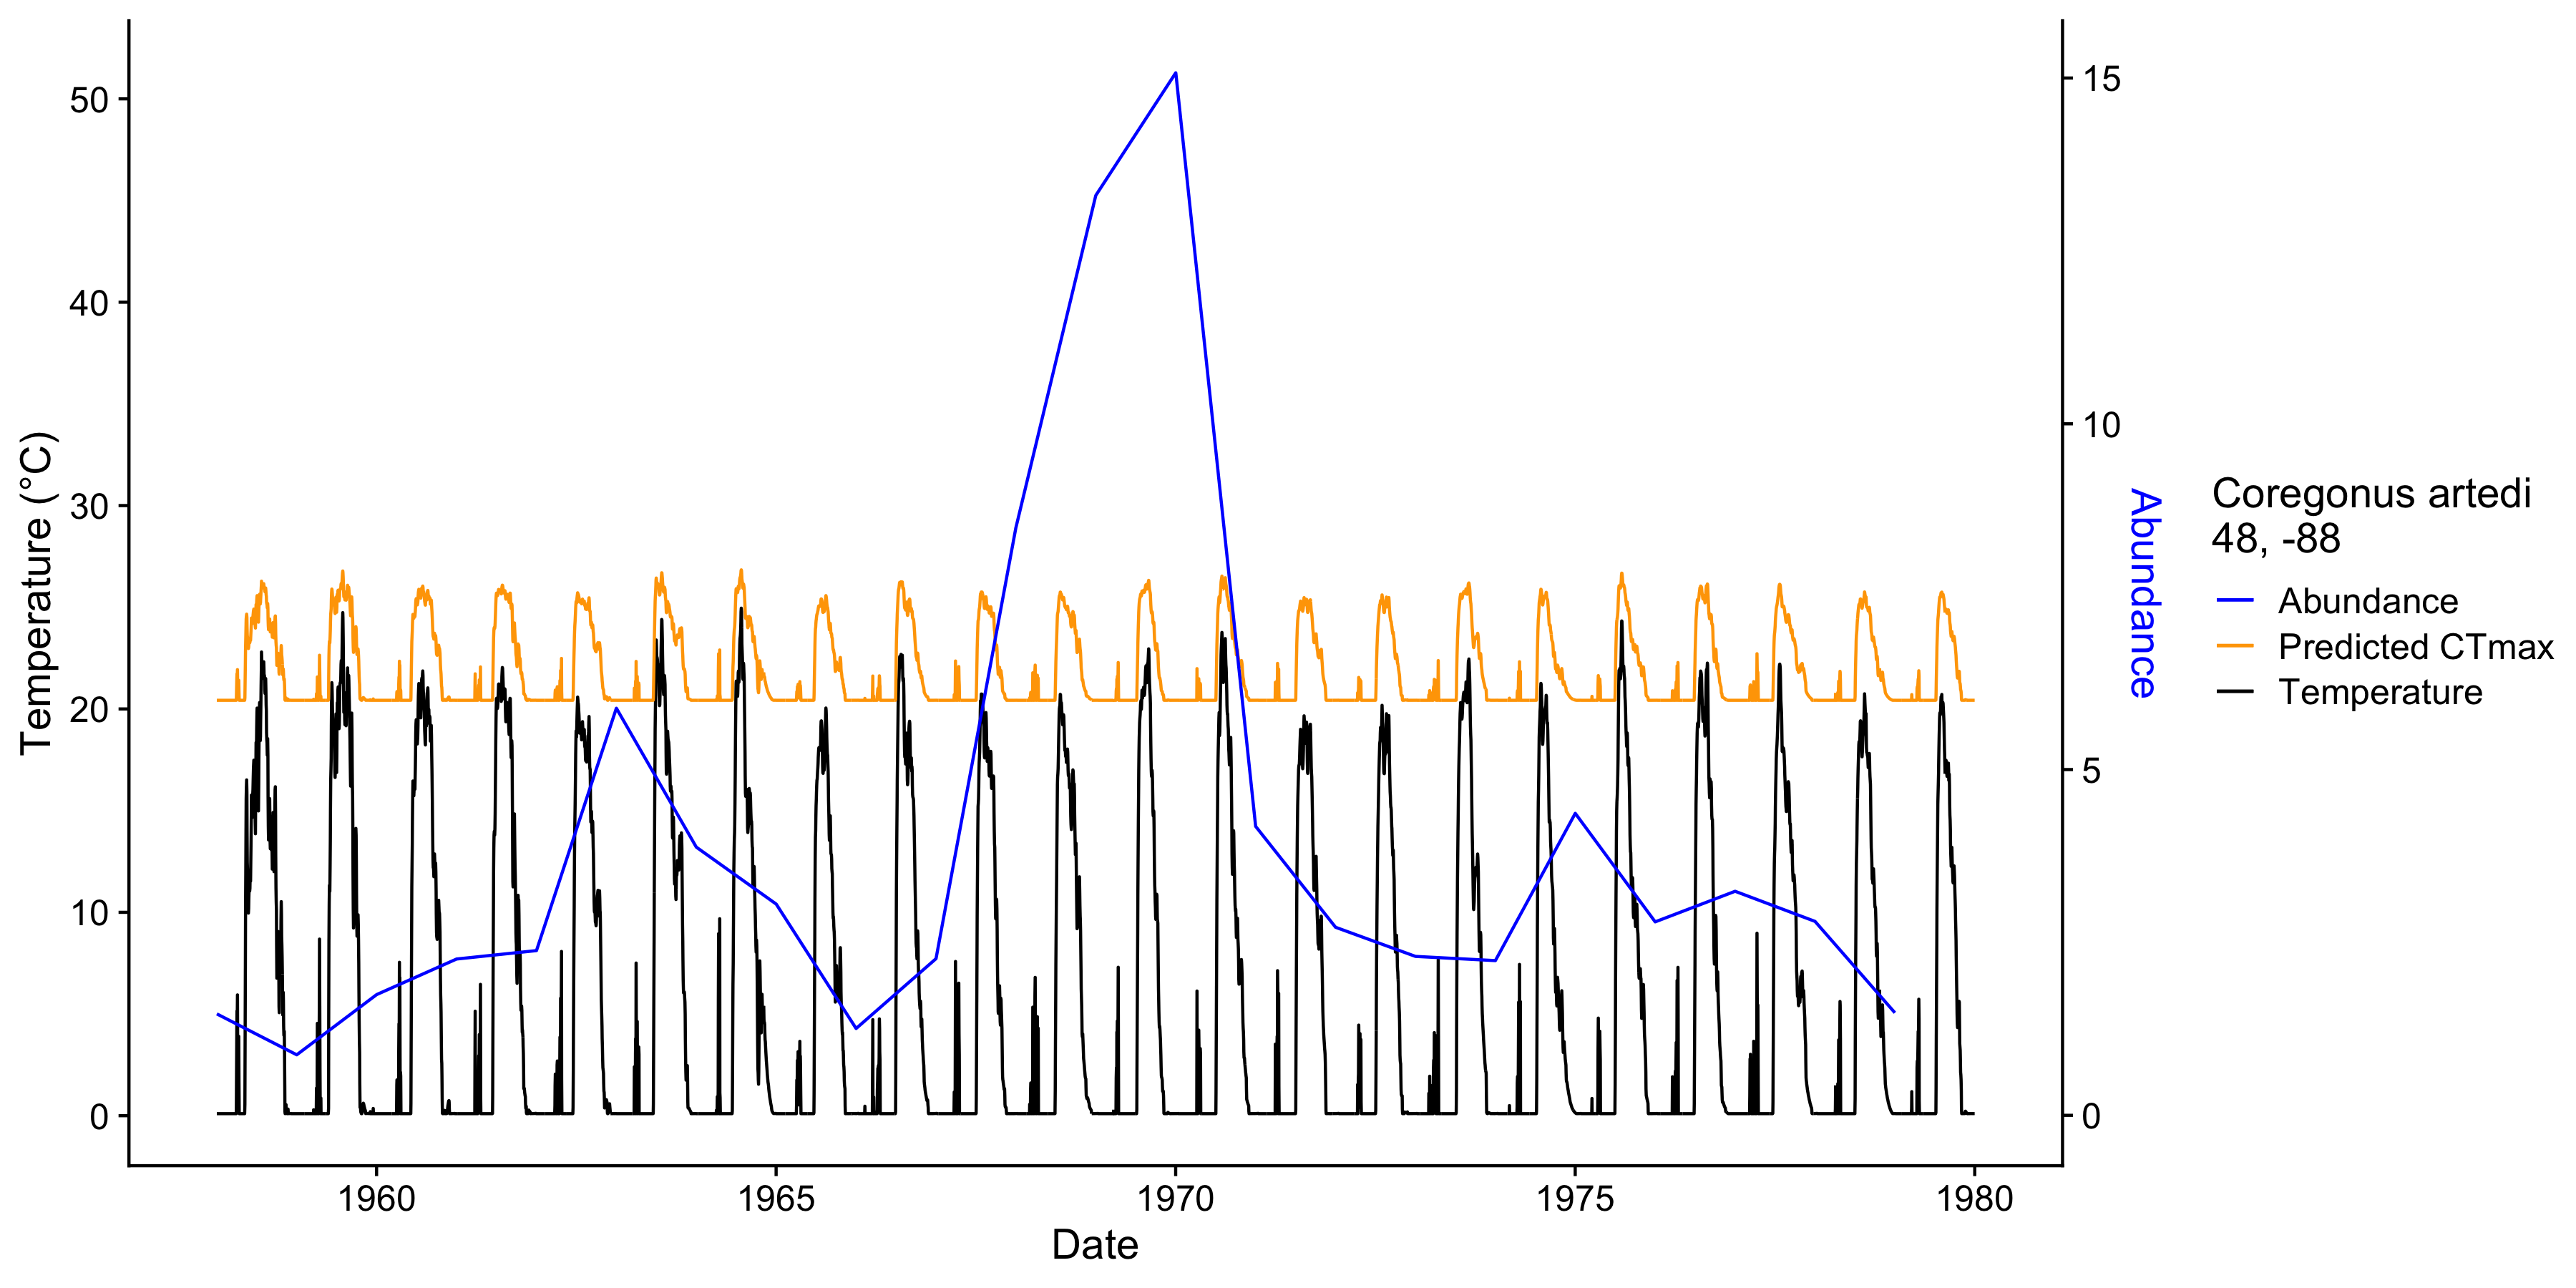 Temperature (°C)
50
40
30
20
10
0
1960
1965
1970
1975
1980
Date
15
10
5
0
Abundance
Coregonus artedi
48, -88
Abundance
Predicted CTmax
Temperature